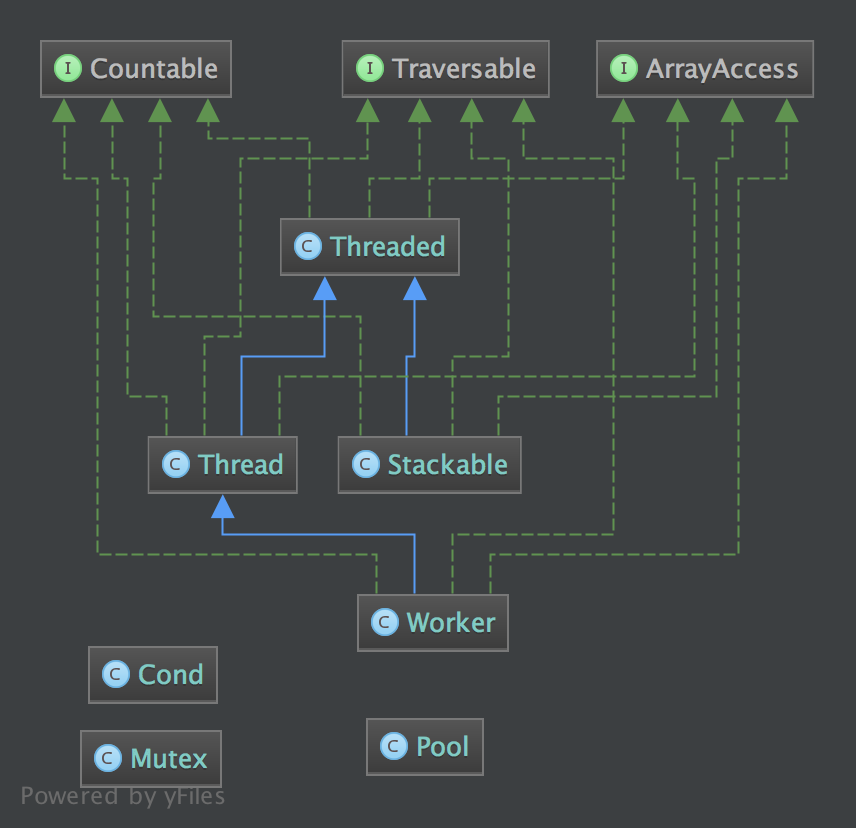 I Countable
I Traversable
I ArrayAccess
C Threaded
C Thread
C Stackable
C Worker
C Cond
C Pool
C Mutex
Powered by yFiles